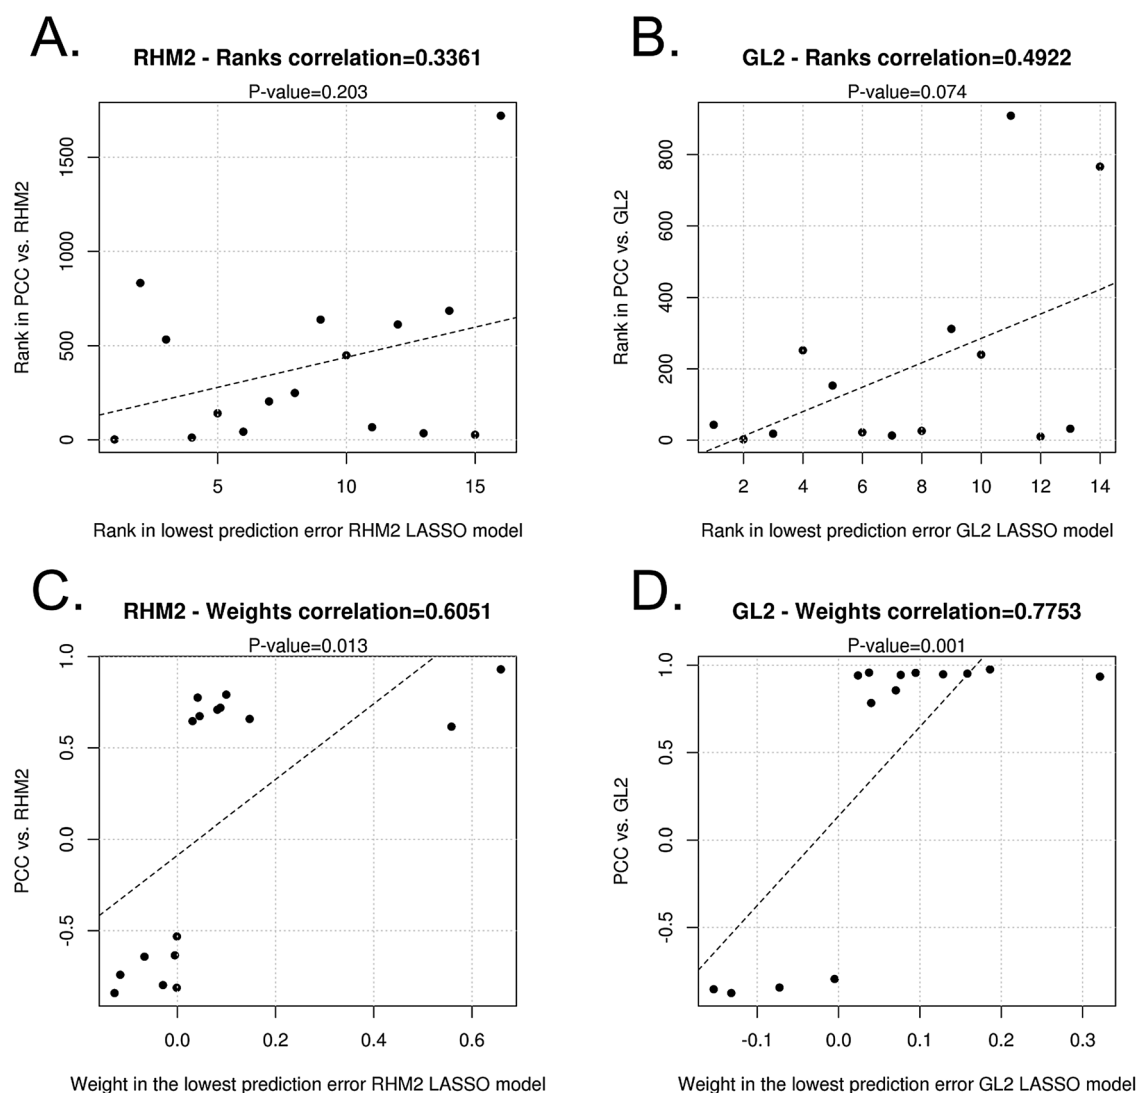 A.
RHM2 - Ranks correlation=0.3361
P-value=0.203
Rank in PCC vs. RHM2
1500
1000
500
0
5 10 15
Rank in lowest prediction error RHM2 LASSO model
B.
GL2 - Ranks correlation=0.4922
P-value=0.074
Rank in PCC vs. GL2
800
600
400
200
0
2 4 6 8 10 12 14
Rank in lowest prediction error GL2 LASSO model
C.
RHM2 - Weights correlation=0.6051
P-value=0.013
PCC vs. RHM2
1.0
0.5
0.0
-0.5
0.0 0.2 0.4 0.6
Weight in the lowest prediction error RHM2 LASSO model
D.
GL2 - Weights correlation=0.7753
P-value=0.001
PCC vs. GL2
1.0
0.5
0.0
-0.5
-0.1 0.0 0.1 0.2 0.3
Weight in the lowest prediction error GL2 LASSO model